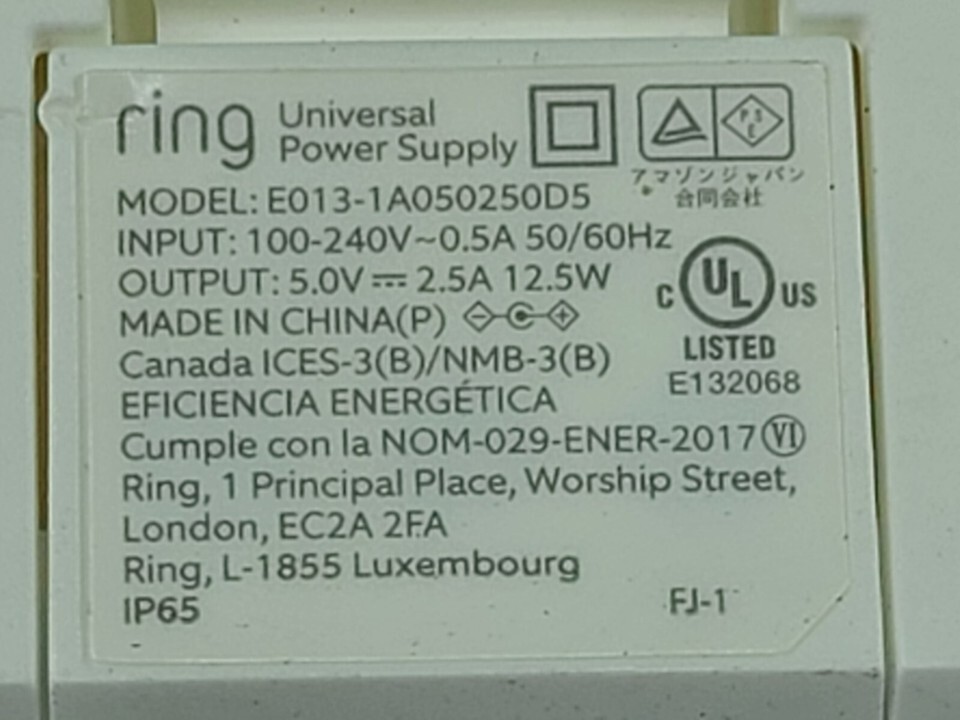 ring Universal
Power Supply
PSE
アマゾンジャパン
合同会社
MODEL: E013-1A050250D5
INPUT: 100-240V~0.5A 50/60Hz
OUTPUT: 5.0V⎓2.5A 12.5W
MADE IN CHINA(P)
C UL US
LISTED
E132068
Canada ICES-3(B)/NMB-3(B)
EFICIENCIA ENERGÉTICA
Cumple con la NOM-029-ENER-2017 VI
Ring, 1 Principal Place, Worship Street,
London, EC2A 2FA
Ring, L-1855 Luxembourg
IP65
FJ-1